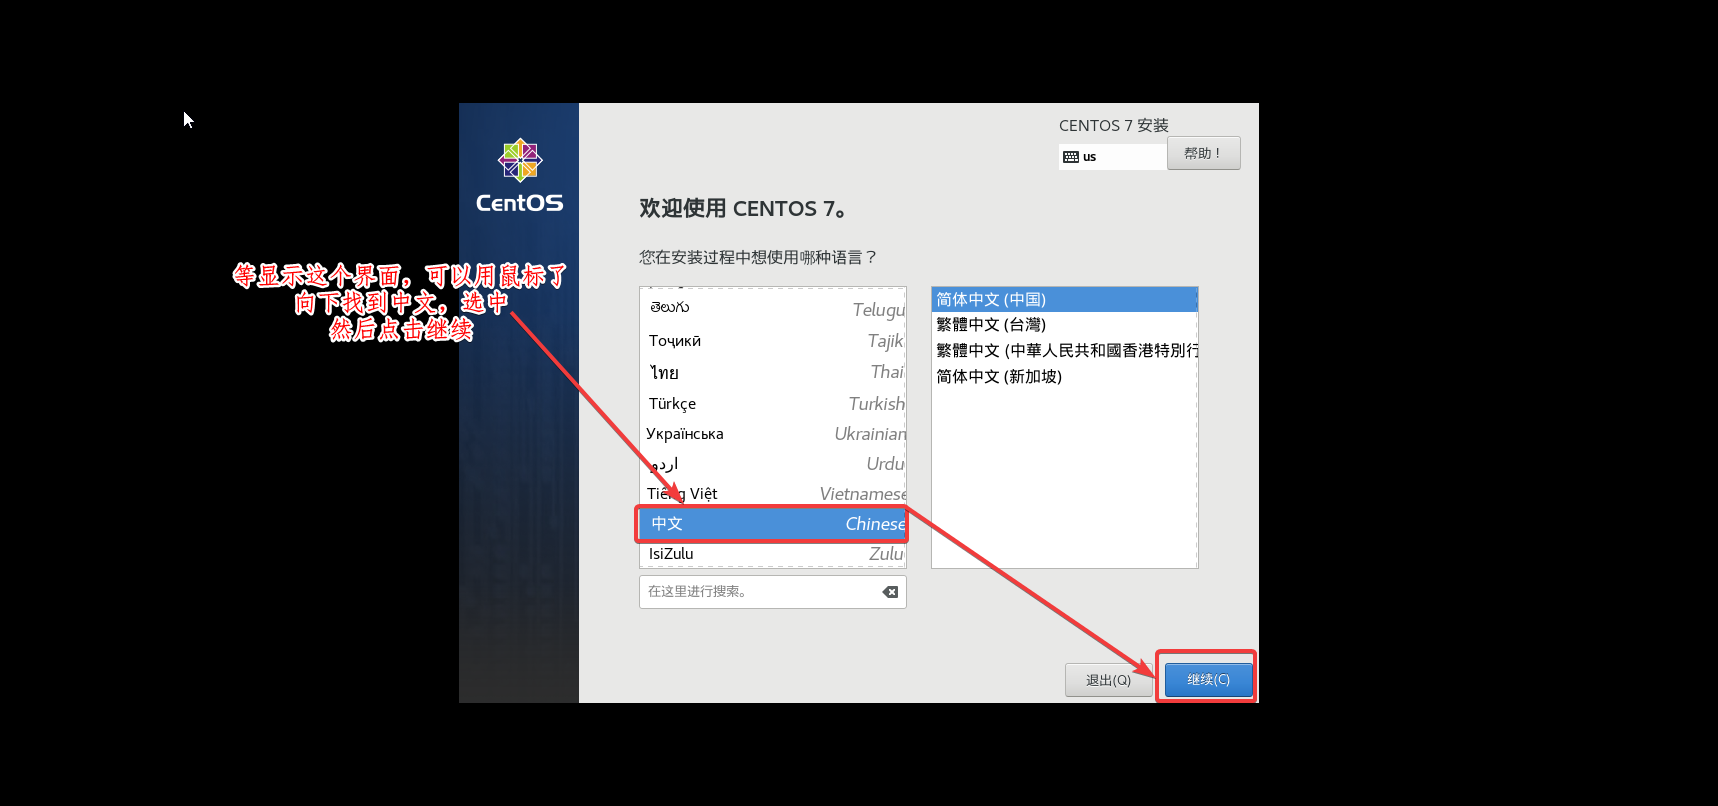 CENTOS 7 安装
us
帮助！
CentOS
欢迎使用 CENTOS 7。
您在安装过程中想使用哪种语言？
等显示这个界面，可以用鼠标了
向下找到中文，选中
然后点击继续
తెలుగు Telugu
Тоҷикӣ Tajik
ไทย Thai
Türkçe Turkish
Українська Ukrainian
اردو Urdu
Tiếng Việt Vietnamese
中文 Chinese
IsiZulu Zulu
简体中文 (中国)
繁體中文 (台灣)
繁體中文 (中華人民共和國香港特別行
简体中文 (新加坡)
在这里进行搜索。
退出(Q)
继续(C)